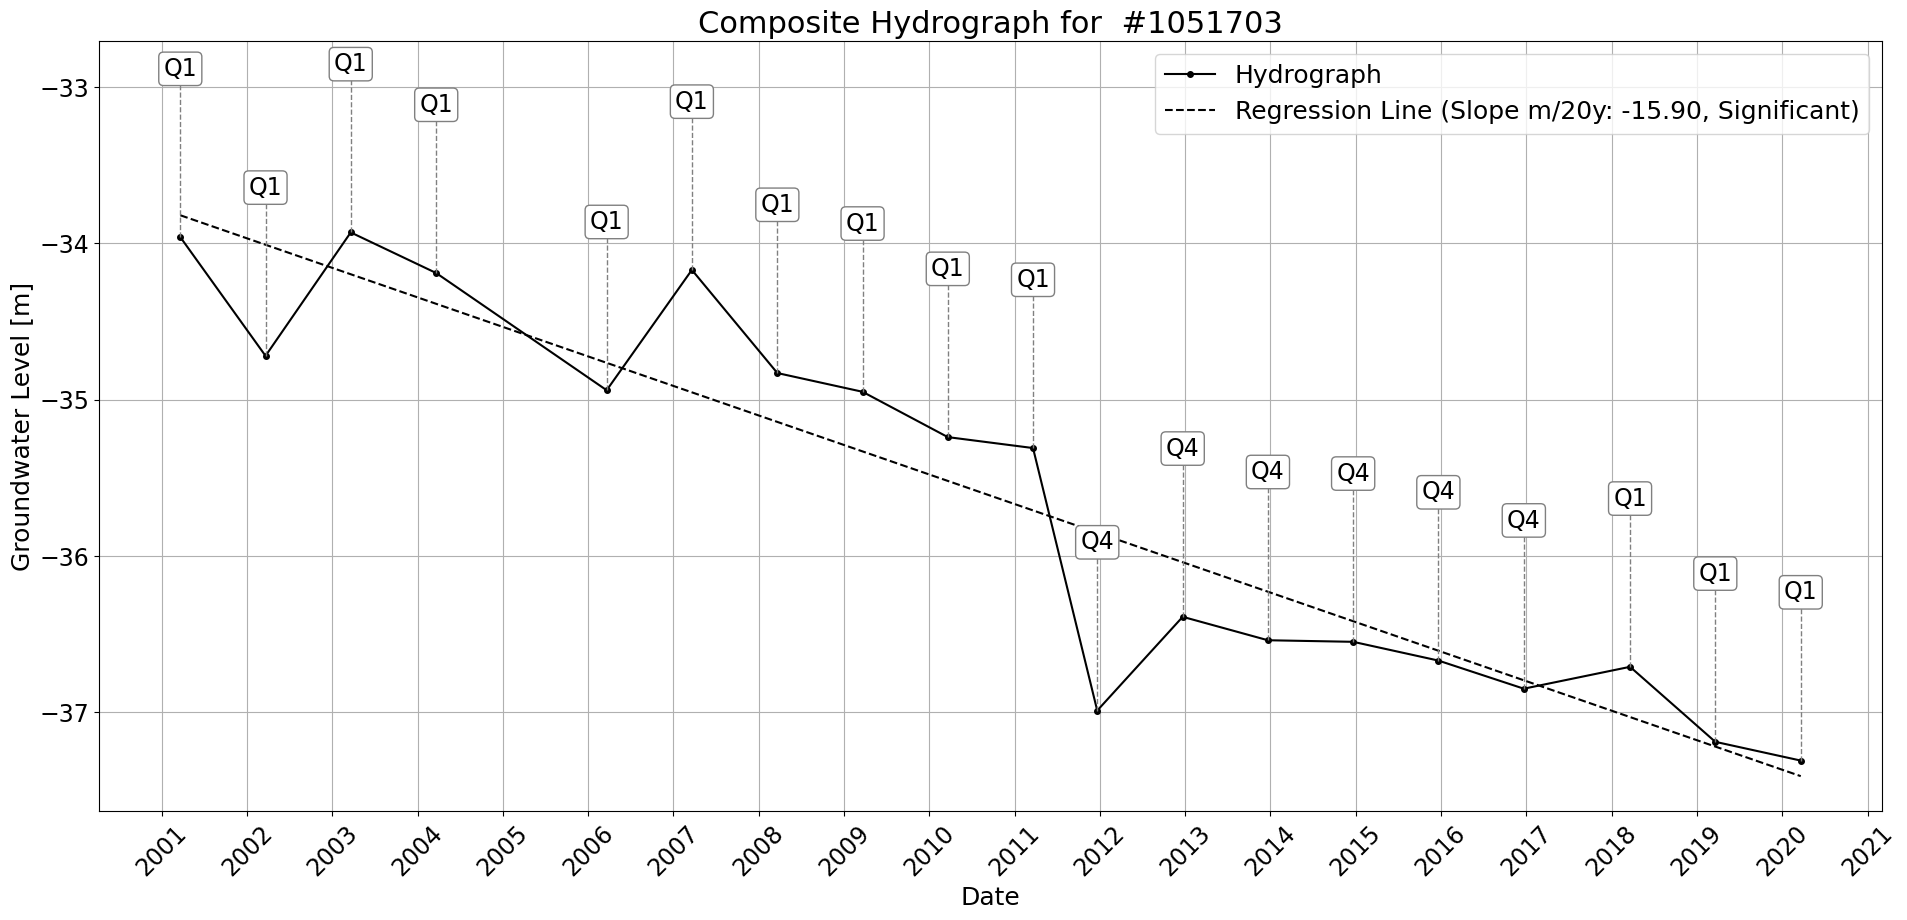 Composite Hydrograph for  #1051703
Hydrograph
Regression Line (Slope m/20y: -15.90, Significant)
Q1
Q1
Q1
Q1
Q1
Q1
Q1
Q1
Q1
Q1
Q4
Q4
Q4
Q4
Q4
Q4
Q1
Q1
Q1
Groundwater Level [m]
−33
−34
−35
−36
−37
2001
2002
2003
2004
2005
2006
2007
2008
2009
2010
2011
2012
2013
2014
2015
2016
2017
2018
2019
2020
2021
Date